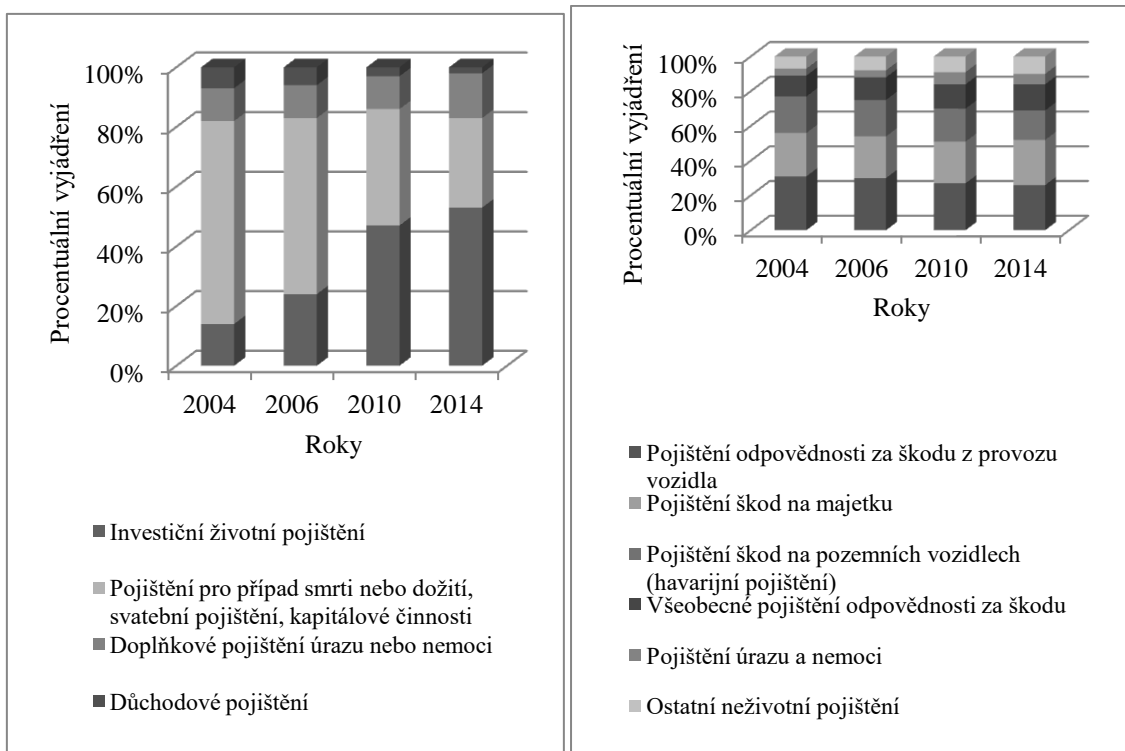 Procentuální vyjádření
100%
80%
60%
40%
20%
0%
2004 2006 2010 2014
Roky
Investiční životní pojištění
Pojištění pro případ smrti nebo dožití,
svatební pojištění, kapitálové činnosti
Doplňkové pojištění úrazu nebo nemoci
Důchodové pojištění
Procentuální vyjádření
100%
80%
60%
40%
20%
0%
2004 2006 2010 2014
Roky
Pojištění odpovědnosti za škodu z provozu
vozidla
Pojištění škod na majetku
Pojištění škod na pozemních vozidlech
(havarijní pojištění)
Všeobecné pojištění odpovědnosti za škodu
Pojištění úrazu a nemoci
Ostatní neživotní pojištění